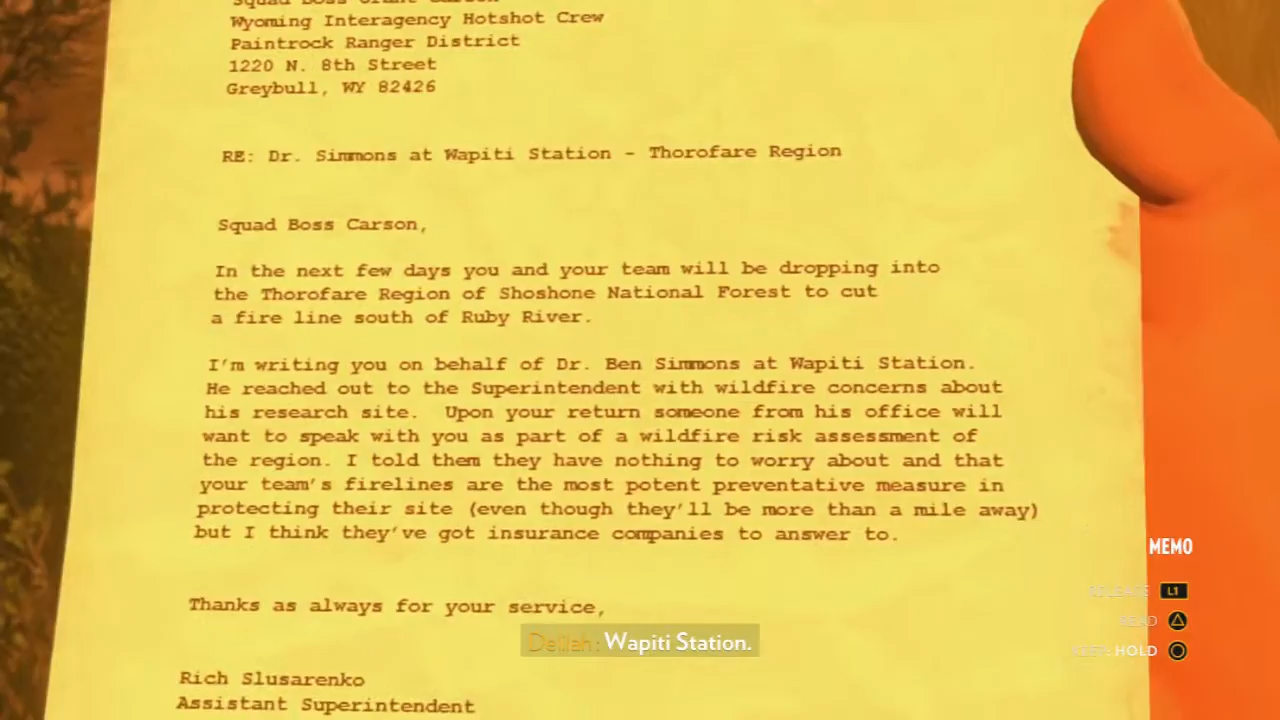 Squad Boss Grant Carson
Wyoming Interagency Hotshot Crew
Paintrock Ranger District
1220 N. 8th Street
Greybull, WY 82426
RE: Dr. Simmons at Wapiti Station - Thorofare Region
Squad Boss Carson,
In the next few days you and your team will be dropping into
the Thorofare Region of Shoshone National Forest to cut
a fire line south of Ruby River.
I'm writing you on behalf of Dr. Ben Simmons at Wapiti Station.
He reached out to the Superintendent with wildfire concerns about
his research site. Upon your return someone from his office will
want to speak with you as part of a wildfire risk assessment of
the region. I told them they have nothing to worry about and that
your team's firelines are the most potent preventative measure in
protecting their site (even though they'll be more than a mile away)
but I think they've got insurance companies to answer to.
Thanks as always for your service,
Delilah: Wapiti Station.
Rich Slusarenko
Assistant Superintendent
MEMO
RELEASE L1
READ
KEEP: HOLD